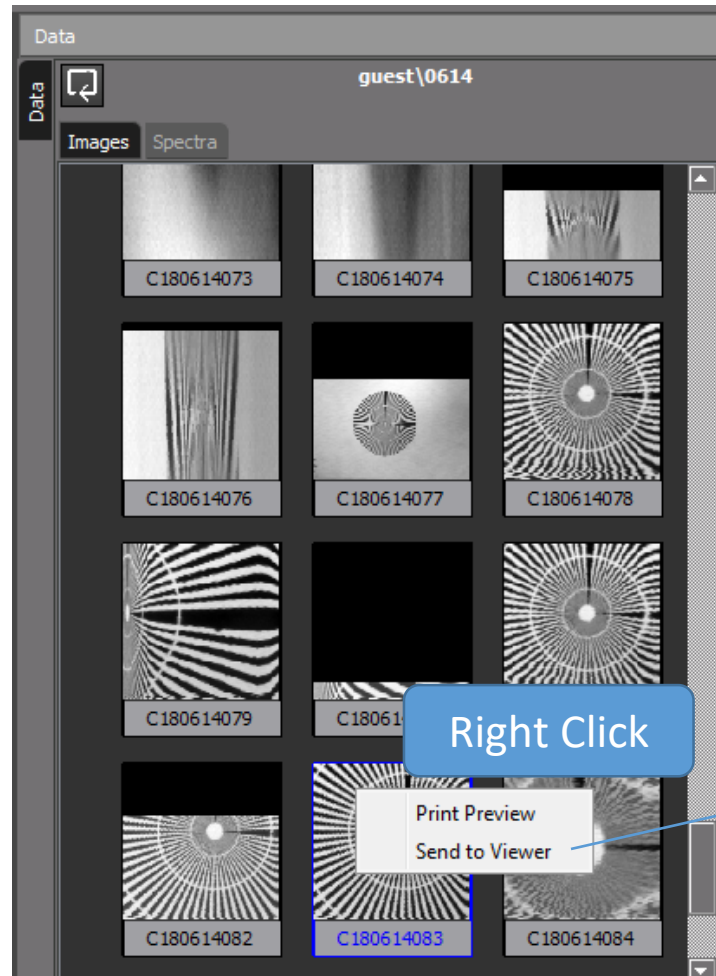 Data
Data
guest\0614
Images Spectra
C180614073 C180614074 C180614075
C180614076 C180614077 C180614078
C180614079 C18061
Right Click
Print Preview
Send to Viewer
C180614082 C180614083 C180614084